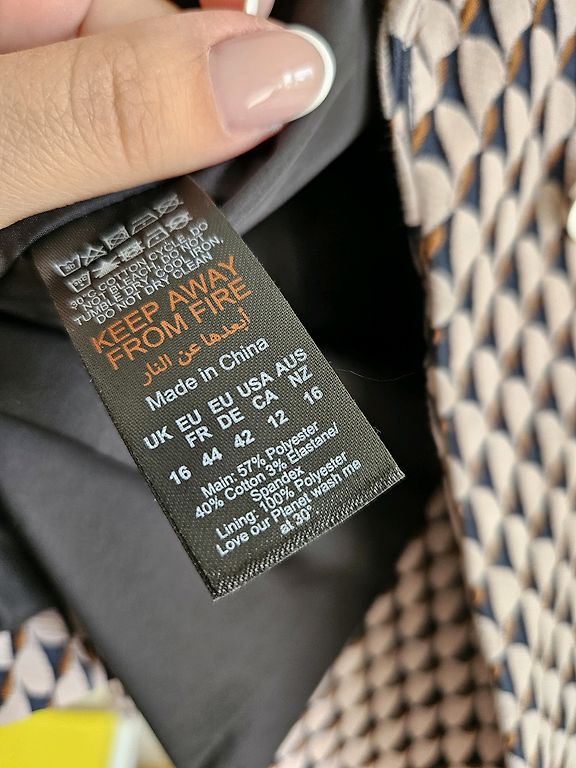 30°C COTTON CYCLE, DO
NOT BLEACH, DO NOT
TUMBLE DRY, COOL IRON,
DO NOT DRY CLEAN
KEEP AWAY
FROM FIRE
أبعدها عن النار
Made in China
UK EU EU USA AUS
FR DE CA NZ
16 44 42 12 16
Main: 57% Polyester
40% Cotton 3% Elastane/
Spandex
Lining: 100% Polyester
Love our Planet wash me
at 30°